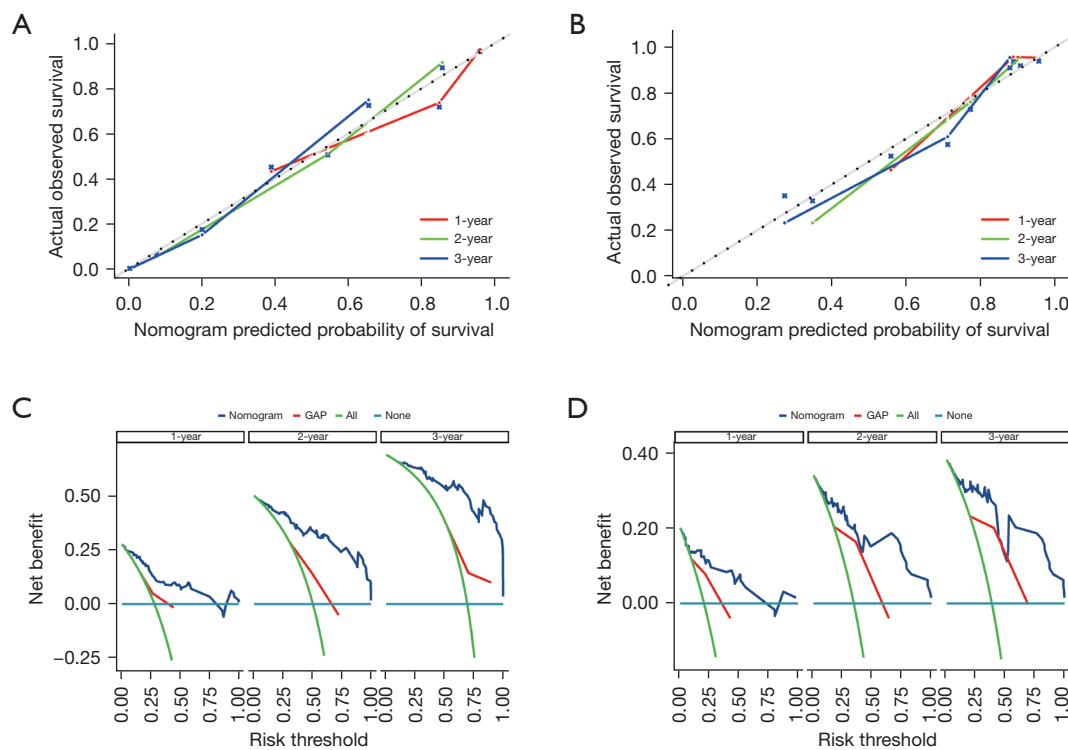 A
Actual observed survival
1.0
0.8
0.6
0.4
0.2
0.0
1-year
2-year
3-year
0.0 0.2 0.4 0.6 0.8 1.0
Nomogram predicted probability of survival
B
Actual observed survival
1.0
0.8
0.6
0.4
0.2
0.0
1-year
2-year
3-year
0.0 0.2 0.4 0.6 0.8 1.0
Nomogram predicted probability of survival
C
Nomogram GAP All None
1-year 2-year 3-year
Net benefit
0.50
0.25
0.00
−0.25
0.00 0.25 0.50 0.75 1.00 0.00 0.25 0.50 0.75 1.00 0.00 0.25 0.50 0.75 1.00
Risk threshold
D
Nomogram GAP All None
1-year 2-year 3-year
Net benefit
0.40
0.20
0.00
0.00 0.25 0.50 0.75 1.00 0.00 0.25 0.50 0.75 1.00 0.00 0.25 0.50 0.75 1.00
Risk threshold